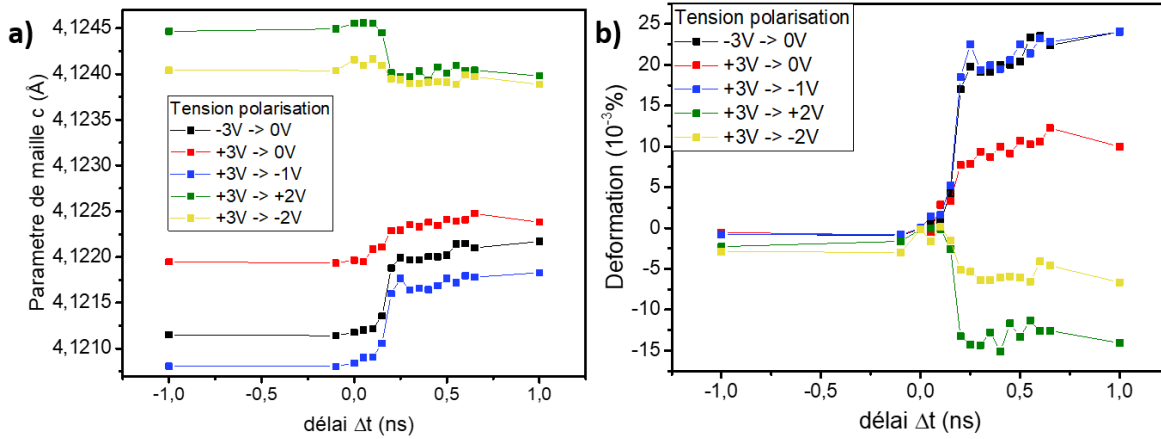 a)
Parametre de maille c (Å)
4,1245
4,1240
4,1235
4,1230
4,1225
4,1220
4,1215
4,1210
Tension polarisation
-3V -> 0V
+3V -> 0V
+3V -> -1V
+3V -> +2V
+3V -> -2V
-1,0 -0,5 0,0 0,5 1,0
délai Δt (ns)
b)
Deformation (10⁻³%)
25
20
15
10
5
0
-5
-10
-15
Tension polarisation
-3V -> 0V
+3V -> 0V
+3V -> -1V
+3V -> +2V
+3V -> -2V
-1,0 -0,5 0,0 0,5 1,0
délai Δt (ns)